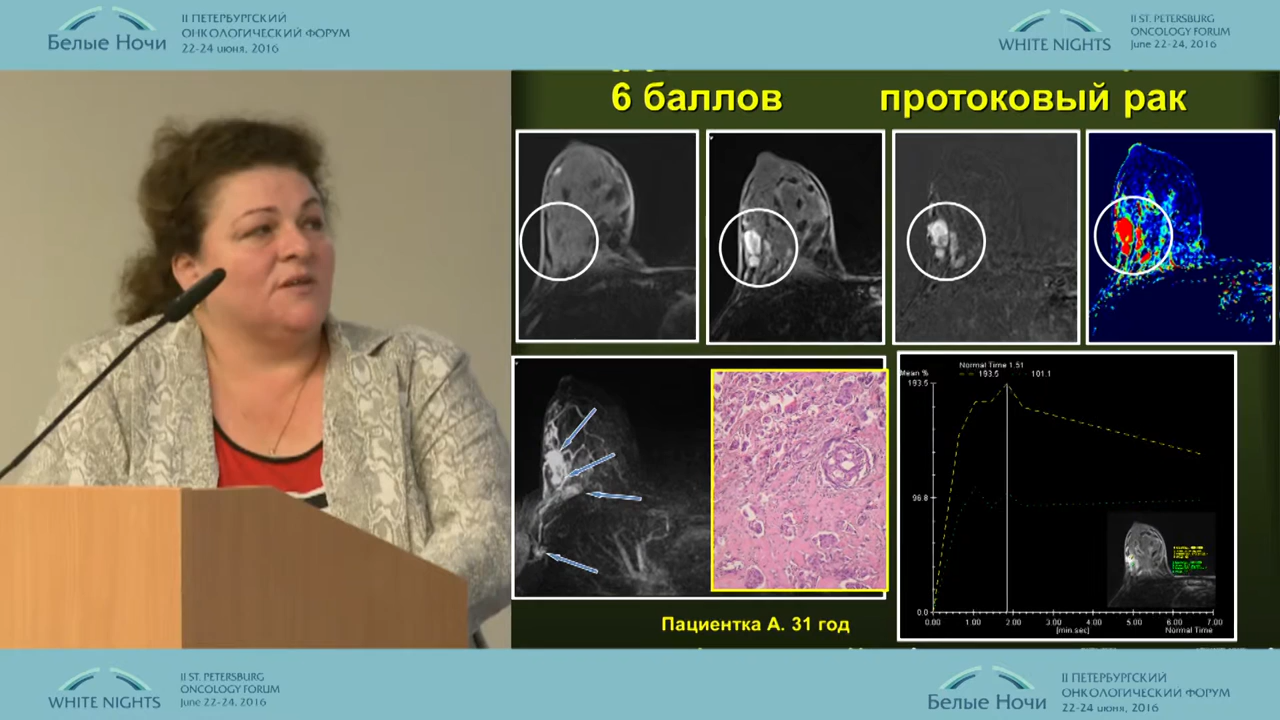 Белые Ночи
II ПЕТЕРБУРГСКИЙ
ОНКОЛОГИЧЕСКИЙ ФОРУМ
22-24 июня, 2016
WHITE NIGHTS
II ST. PETERSBURG
ONCOLOGY FORUM
June 22-24, 2016
6 баллов
протоковый рак
Normal Time 1.51
193.5
101.1
Mean %
193.5
96.8
0.0
0.00 1.00 2.00 3.00 4.00 5.00 6.00 7.00
[min.sec]
Normal Time
Пациентка А. 31 год
WHITE NIGHTS
II ST. PETERSBURG
ONCOLOGY FORUM
June 22-24, 2016
Белые Ночи
II ПЕТЕРБУРГСКИЙ
ОНКОЛОГИЧЕСКИЙ ФОРУМ
22-24 июня, 2016